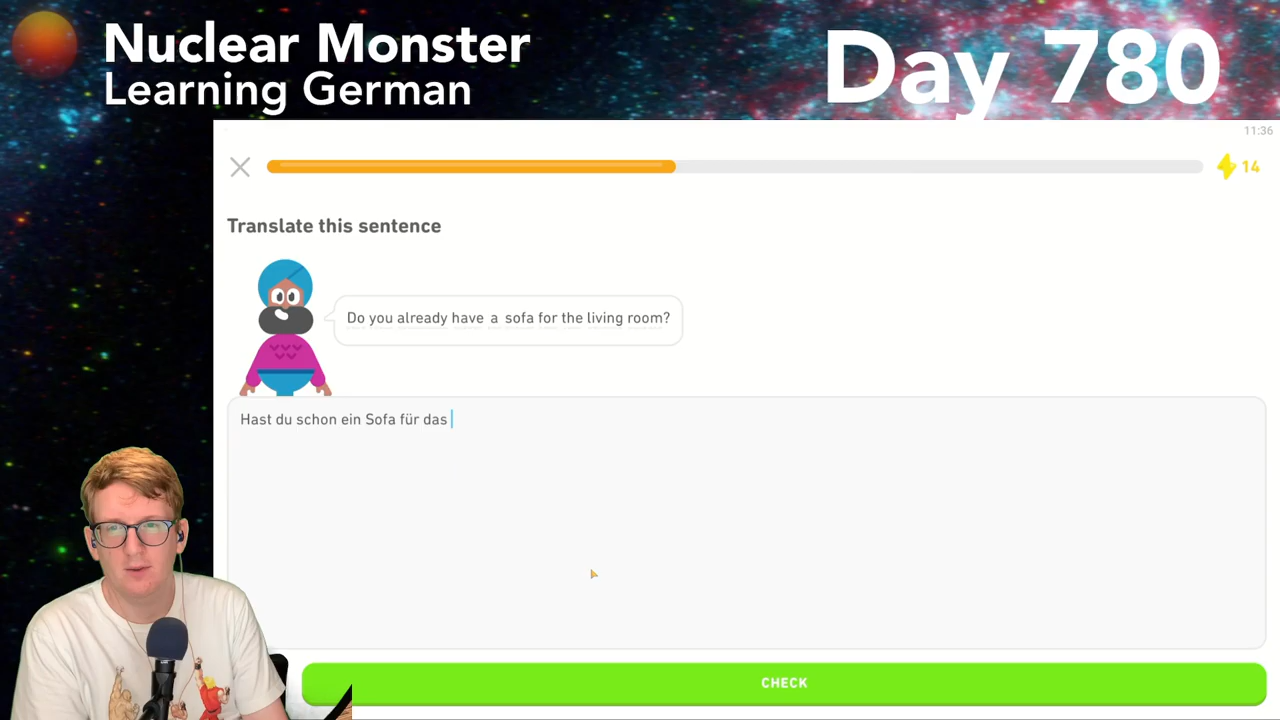 Nuclear Monster
Learning German
Day 780
11:36
14
Translate this sentence
Do you already have a sofa for the living room?
Hast du schon ein Sofa für das
CHECK